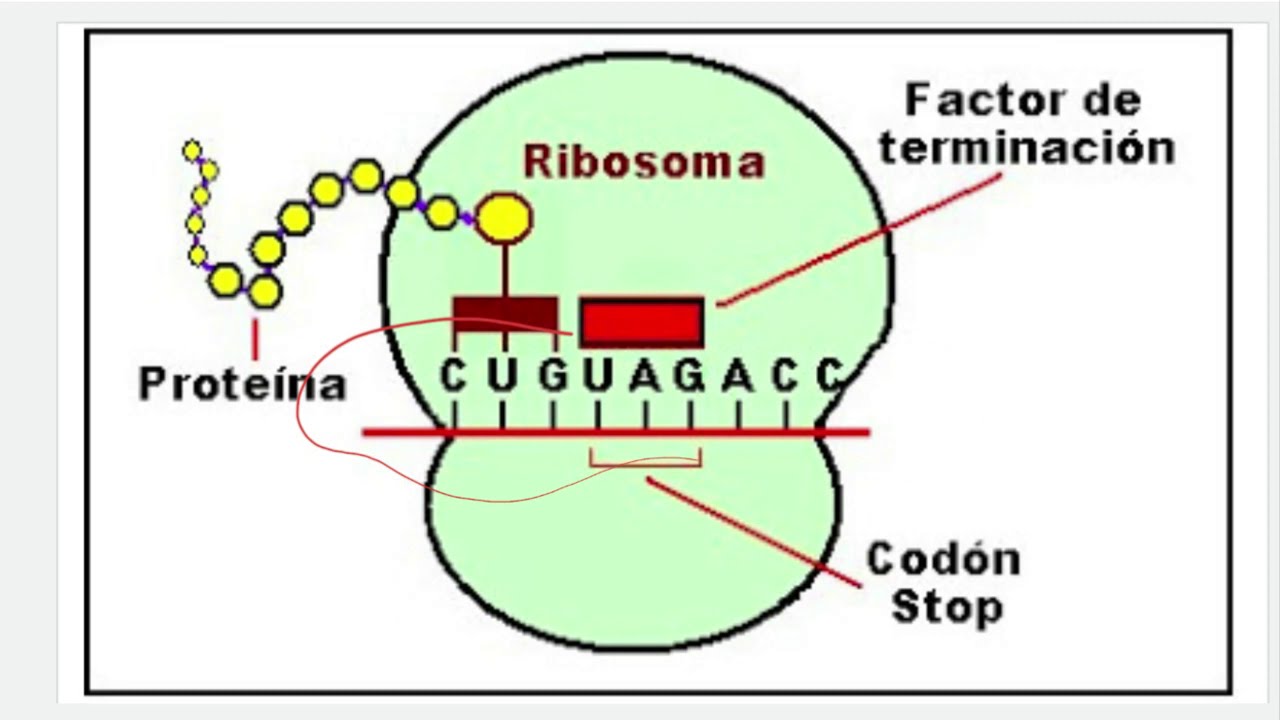 Factor de
terminación
Ribosoma
Proteína
C U G U A G A C C
Codón
Stop